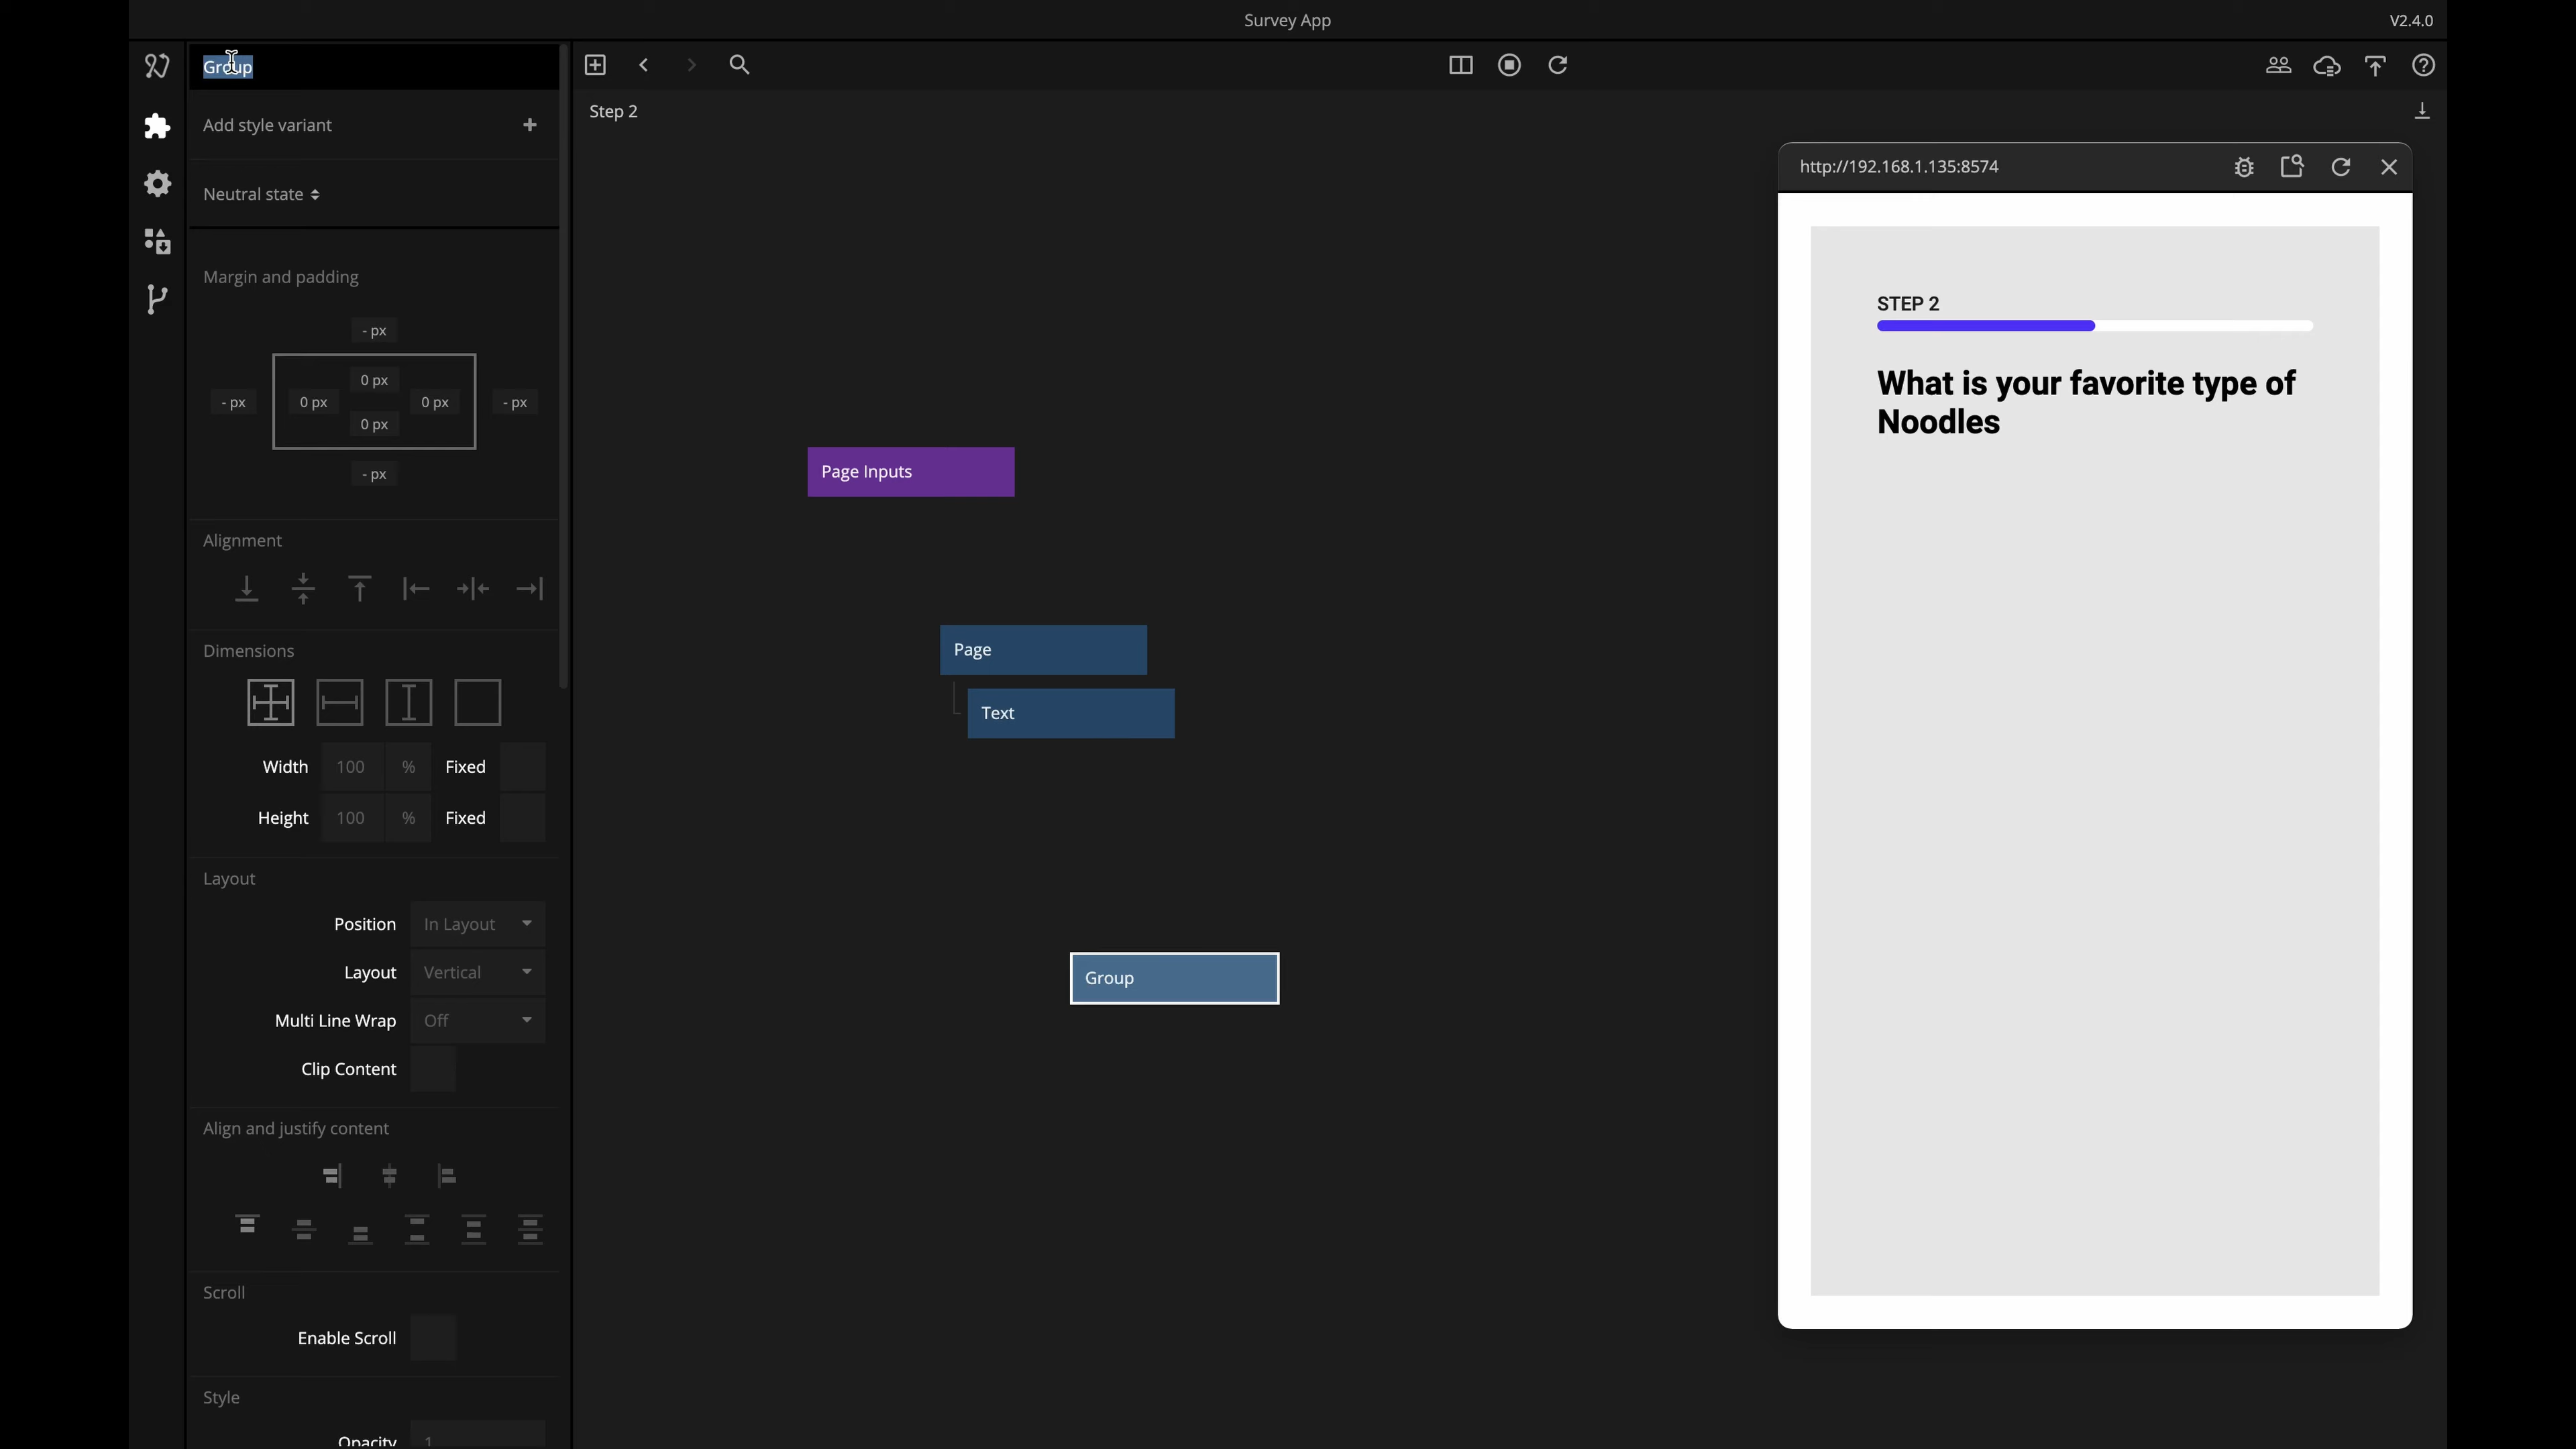 Survey App
V2.4.0
Group
Add style variant
Neutral state
Margin and padding
- px
0 px
- px
0 px
0 px
- px
0 px
- px
Alignment
Dimensions
Width 100 % Fixed
Height 100 % Fixed
Layout
Position In Layout
Layout Vertical
Multi Line Wrap Off
Clip Content
Align and justify content
Scroll
Enable Scroll
Style
Opacity 1
Step 2
Page Inputs
Page
Text
Group
http://192.168.1.135:8574
STEP 2
What is your favorite type of
Noodles